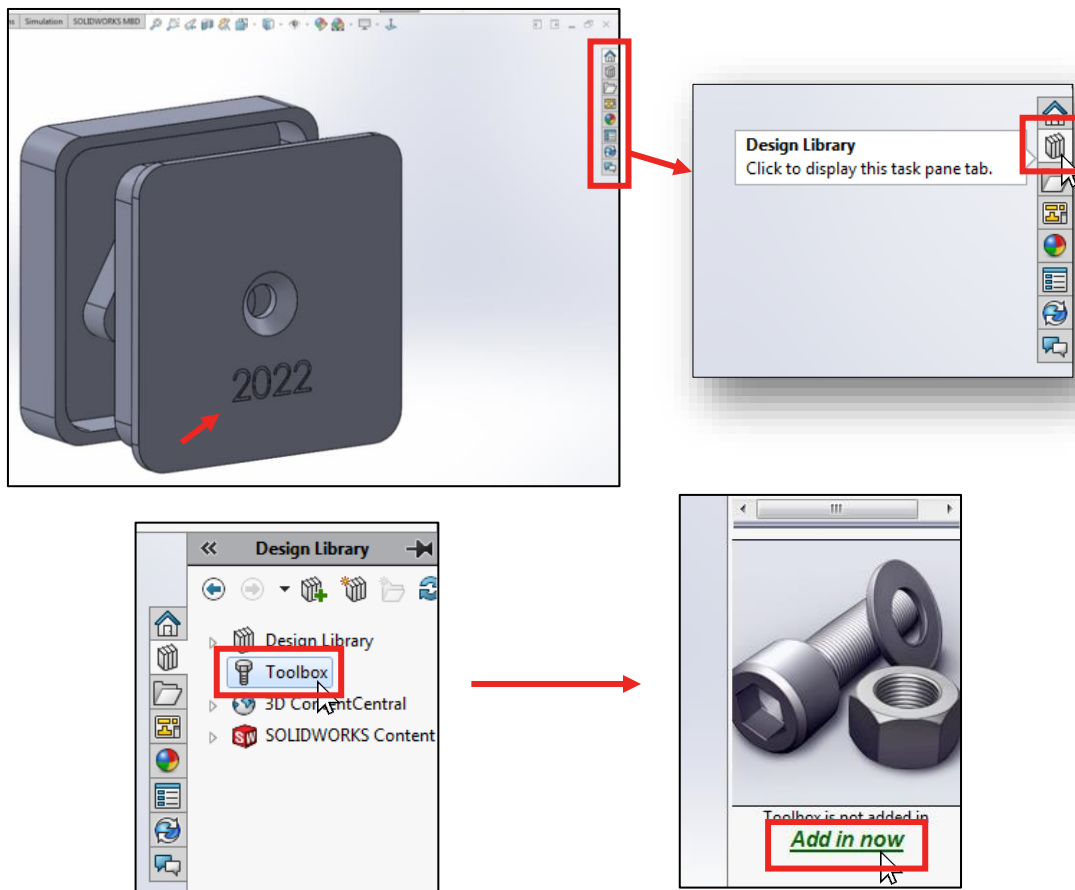 Simulation
SOLIDWORKS MBD
2022
Design Library
Click to display this task pane tab.
Design Library
Design Library
Toolbox
3D ContentCentral
SOLIDWORKS Content
Toolbox is not added in
Add in now